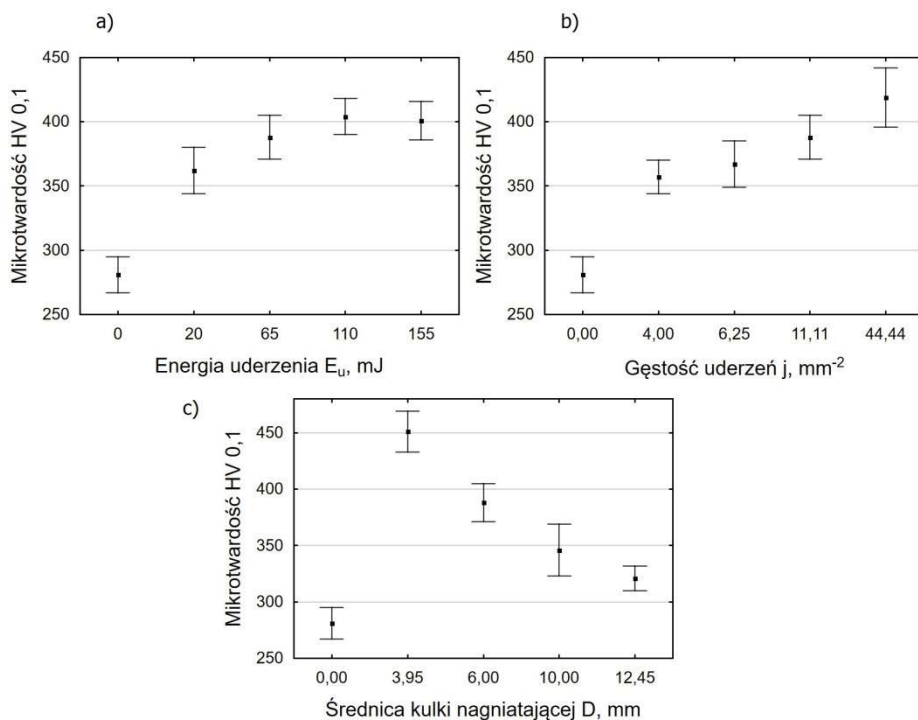 a)
450
400
350
300
250
Mikrotwardość HV 0,1
0 20 65 110 155
Energia uderzenia Eu, mJ
b)
450
400
350
300
250
Mikrotwardość HV 0,1
0,00 4,00 6,25 11,11 44,44
Gęstość uderzeń j, mm-2
c)
450
400
350
300
250
Mikrotwardość HV 0,1
0,00 3,95 6,00 10,00 12,45
Średnica kulki nagniatającej D, mm